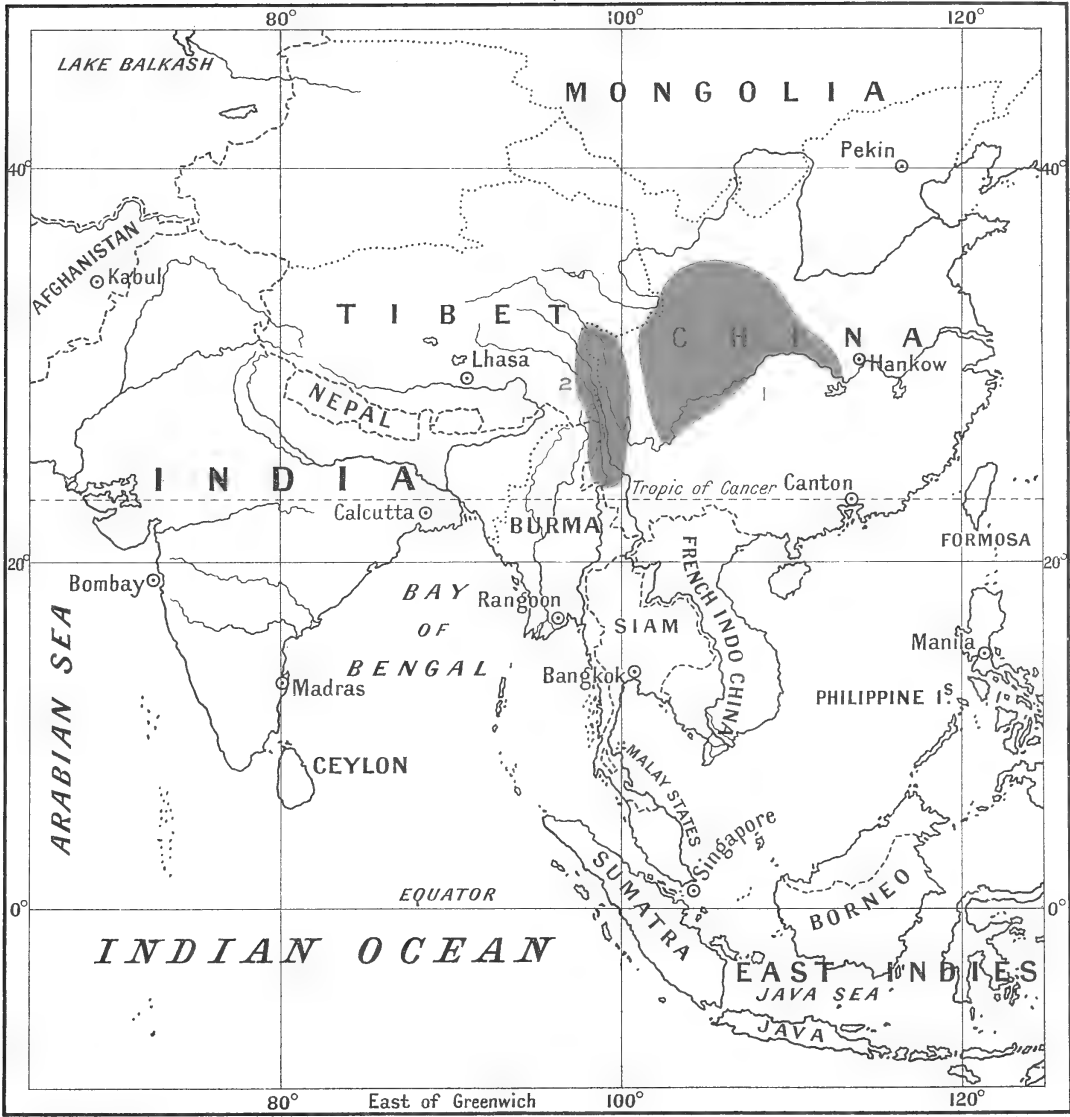 80° 100° 120°
LAKE BALKASH
MONGOLIA
Pekin
40° 40°
AFGHANISTAN
Kabul
TIBET
CHINA
Lhasa
Hankow
2
NEPAL
1
INDIA
Tropic of Cancer
Canton
Calcutta
BURMA
FORMOSA
20° 20°
Bombay
BAY
OF
BENGAL
Rangoon
SIAM
FRENCH INDO CHINA
Manila
ARABIAN SEA
Madras
Bangkok
PHILIPPINE Iˢ.
CEYLON
MALAY STATES
Singapore
SUMATRA
EQUATOR
BORNEO
0° 0°
INDIAN OCEAN
EAST INDIES
JAVA SEA
JAVA
80° East of Greenwich 100° 120°